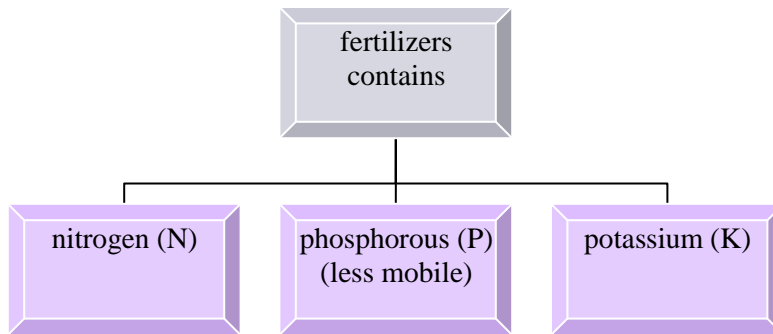 fertilizers
contains
nitrogen (N)
phosphorous (P)
(less mobile)
potassium (K)